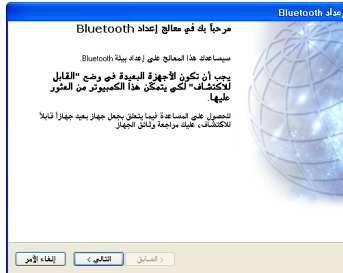 إعداد Bluetooth
مرحباً بك في معالج إعداد Bluetooth
سيساعدك هذا المعالج على إعداد بيئة Bluetooth.
يجب أن تكون الأجهزة البعيدة في وضع "القابل
للاكتشاف" لكي يتمكّن هذا الكمبيوتر من العثور
عليها.
للحصول على المساعدة فيما يتعلق بجعل جهاز بعيد جهازاً قابلاً
للاكتشاف، عليك مراجعة وثائق الجهاز.
< السابق
التالي >
إلغاء الأمر